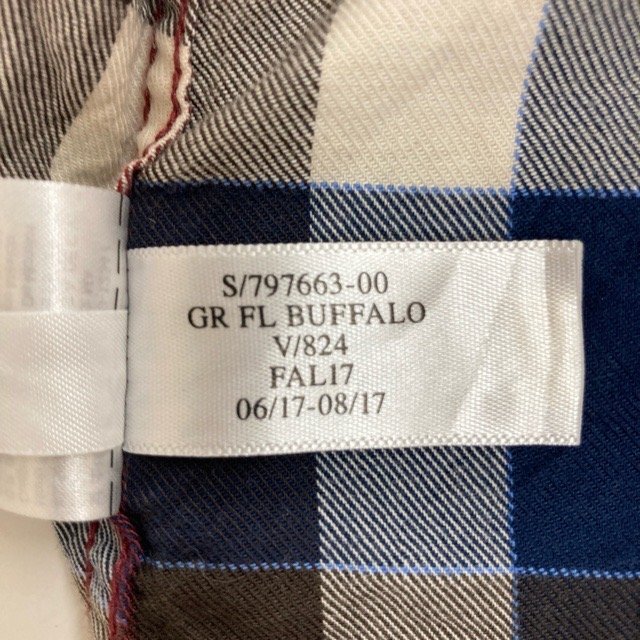 S/797663-00
GR FL BUFFALO
V/824
FAL17
06/17-08/17